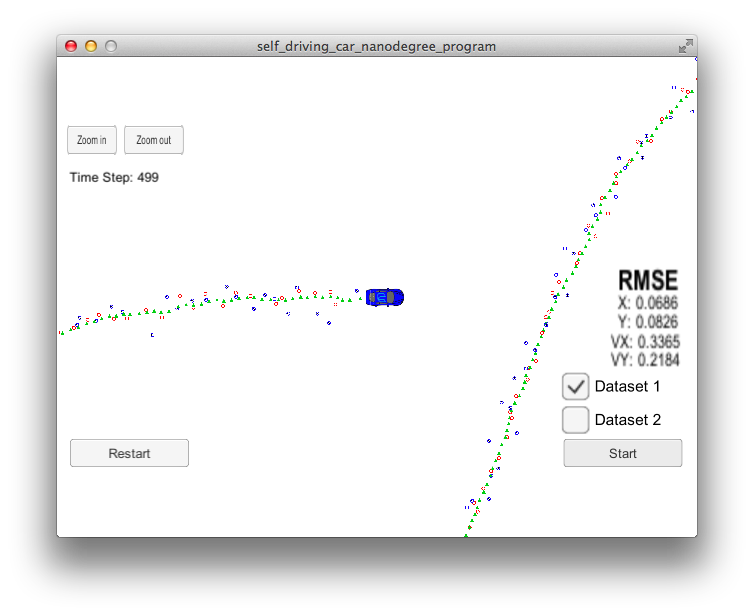 self_driving_car_nanodegree_program
Zoom in
Zoom out
Time Step: 499
RMSE
X: 0.0686
Y: 0.0826
VX: 0.3365
VY: 0.2184
Dataset 1
Dataset 2
Restart
Start